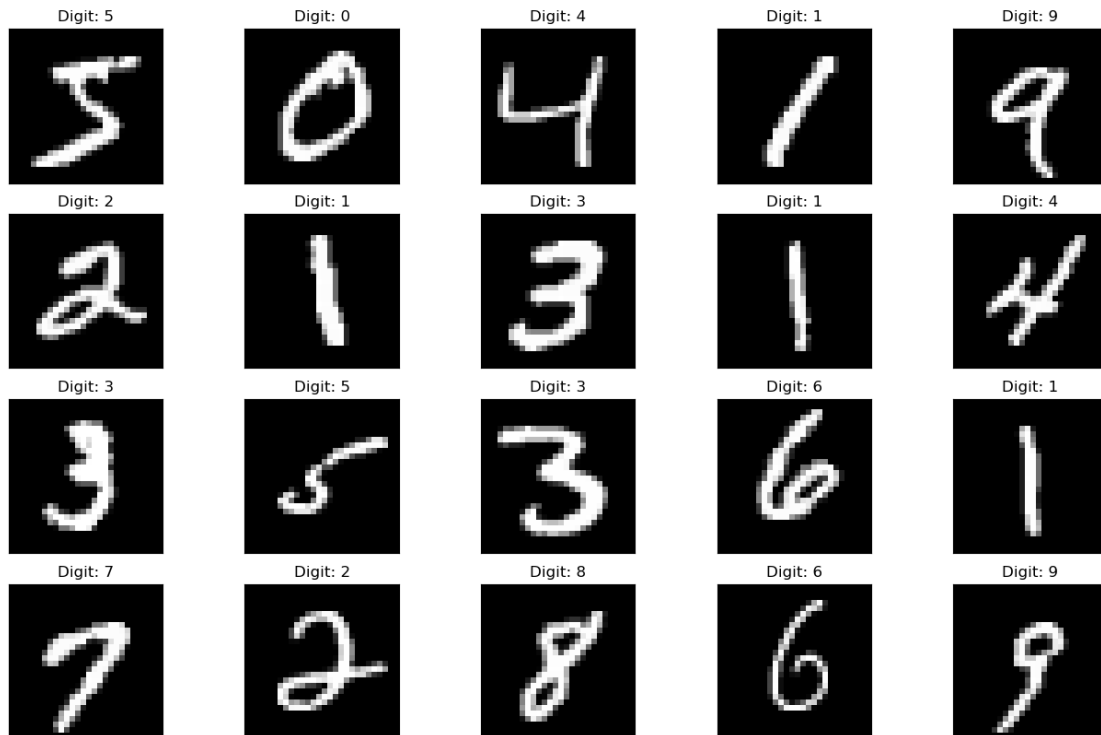 Digit: 5 Digit: 0 Digit: 4 Digit: 1 Digit: 9
5 0 4 1 9
Digit: 2 Digit: 1 Digit: 3 Digit: 1 Digit: 4
2 1 3 1 4
Digit: 3 Digit: 5 Digit: 3 Digit: 6 Digit: 1
3 5 3 6 1
Digit: 7 Digit: 2 Digit: 8 Digit: 6 Digit: 9
7 2 8 6 9